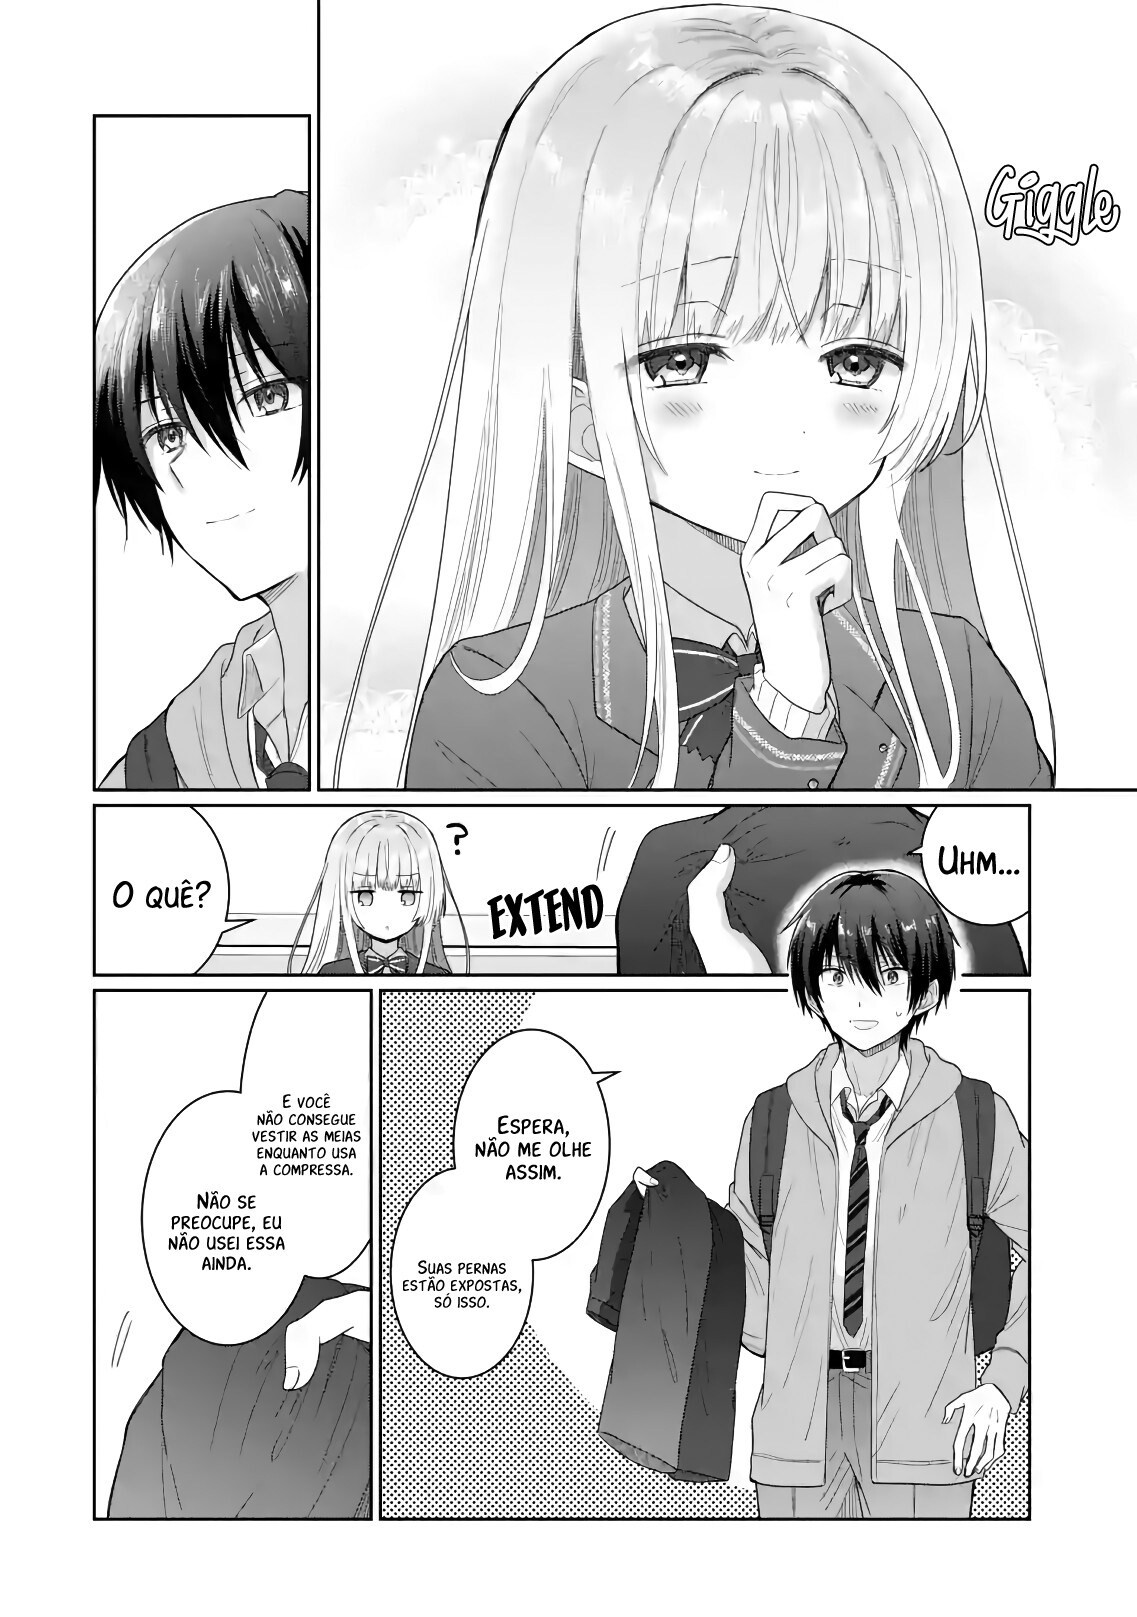 Giggle
Uhm...
EXTEND
?
O quê?
Espera,
não me olhe
assim.
Suas pernas
estão expostas,
só isso.
E você
não consegue
vestir as meias
enquanto usa
a compressa.
Não se
preocupe, eu
não usei essa
ainda.